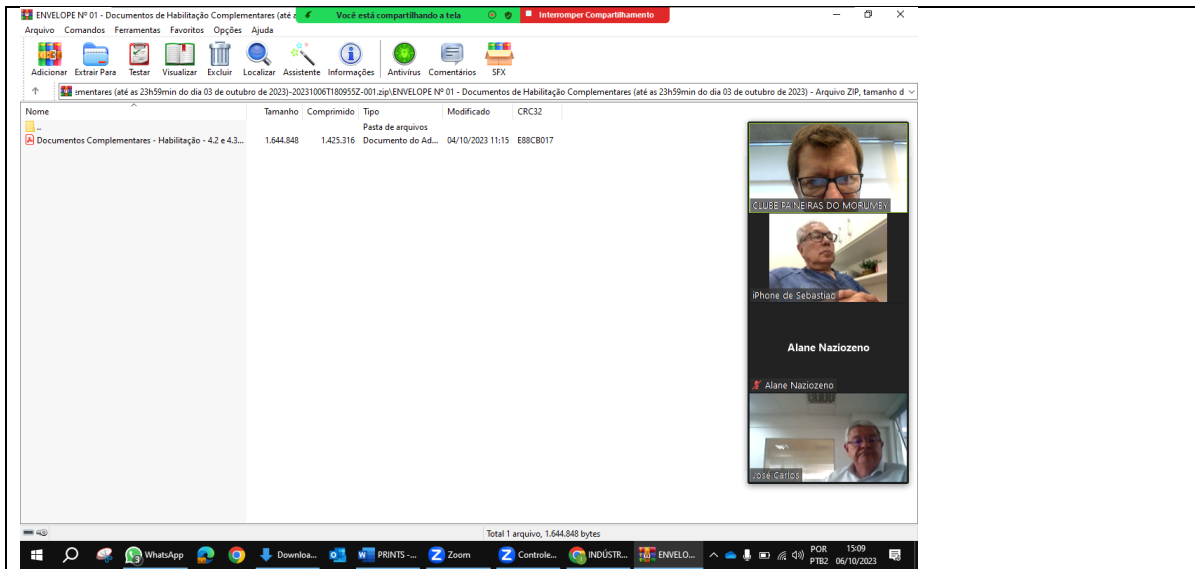 ENVELOPE Nº 01 - Documentos de Habilitação Complementares (até a
Você está compartilhando a tela
Interromper Compartilhamento
Arquivo Comandos Ferramentas Favoritos Opções Ajuda
Adicionar Extrair Para Testar Visualizar Excluir Localizar Assistente Informações Antivírus Comentários SFX
ementares (até as 23h59min do dia 03 de outubro de 2023)-20231006T180955Z-001.zip\ENVELOPE Nº 01 - Documentos de Habilitação Complementares (até as 23h59min do dia 03 de outubro de 2023) - Arquivo ZIP, tamanho d
Nome Tamanho Comprimido Tipo Modificado CRC32
.. Pasta de arquivos
Documentos Complementares - Habilitação - 4.2 e 4.3... 1.644.848 1.425.316 Documento do Ad... 04/10/2023 11:15 E88CB017
CLUBE PAINEIRAS DO MORUMBY
iPhone de Sebastiao
Alane Naziozeno
Alane Naziozeno
José Carlos
Total 1 arquivo, 1.644.848 bytes
WhatsApp Downloa... PRINTS -... Zoom Controle... INDÚSTR... ENVELO... POR 15:09
PTB2 06/10/2023